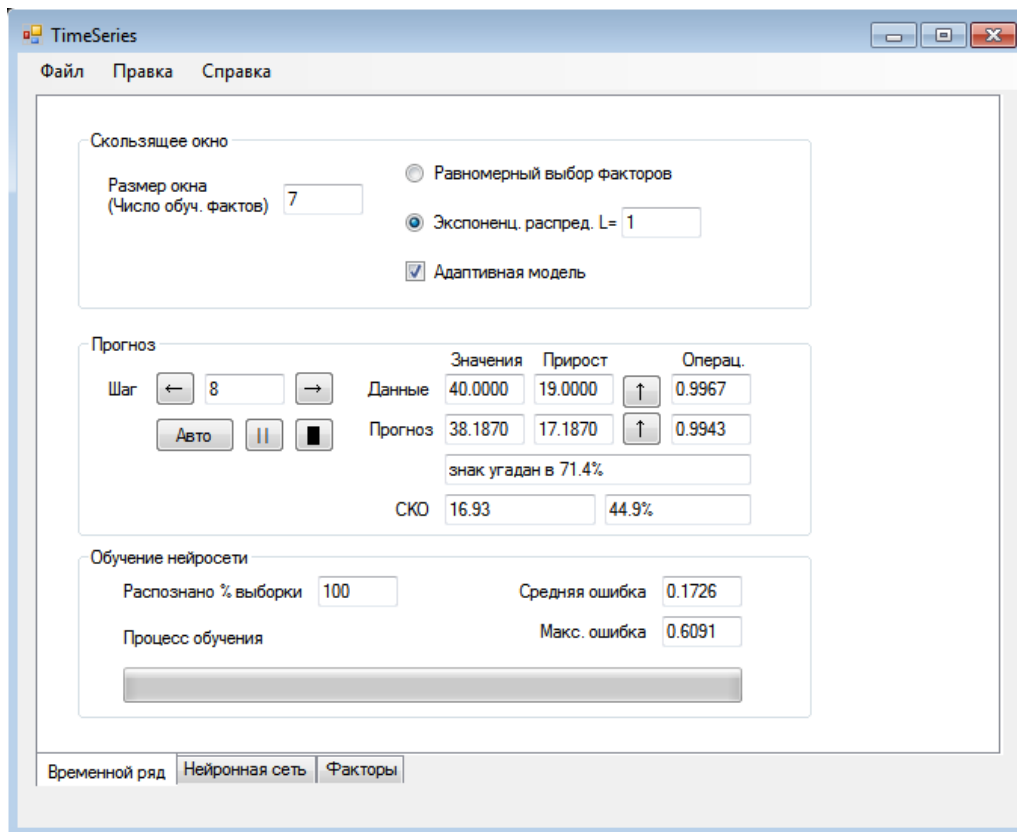 TimeSeries
Файл Правка Справка
Скользящее окно
Размер окна
(Число обуч. фактов)
7
Равномерный выбор факторов
Экспоненц. распред. L= 1
Адаптивная модель
Прогноз
Значения Прирост Операц.
Шаг ← 8 → Данные 40.0000 19.0000 ↑ 0.9967
Авто Прогноз 38.1870 17.1870 ↑ 0.9943
знак угадан в 71.4%
СКО 16.93 44.9%
Обучение нейросети
Распознано % выборки 100 Средняя ошибка 0.1726
Процесс обучения Макс. ошибка 0.6091
Временной ряд Нейронная сеть Факторы